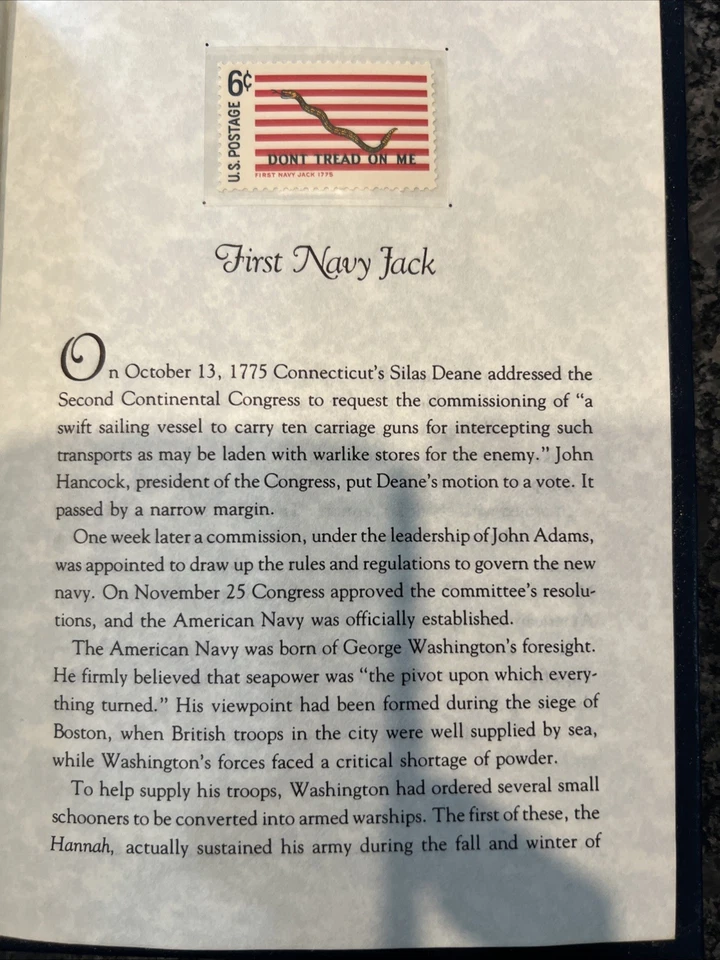 6¢
U.S. POSTAGE
DONT TREAD ON ME
FIRST NAVY JACK 1775
First Navy Jack
On October 13, 1775 Connecticut's Silas Deane addressed the
Second Continental Congress to request the commissioning of "a
swift sailing vessel to carry ten carriage guns for intercepting such
transports as may be laden with warlike stores for the enemy." John
Hancock, president of the Congress, put Deane's motion to a vote. It
passed by a narrow margin.
One week later a commission, under the leadership of John Adams,
was appointed to draw up the rules and regulations to govern the new
navy. On November 25 Congress approved the committee's resolu-
tions, and the American Navy was officially established.
The American Navy was born of George Washington's foresight.
He firmly believed that seapower was "the pivot upon which every-
thing turned." His viewpoint had been formed during the siege of
Boston, when British troops in the city were well supplied by sea,
while Washington's forces faced a critical shortage of powder.
To help supply his troops, Washington had ordered several small
schooners to be converted into armed warships. The first of these, the
Hannah, actually sustained his army during the fall and winter of